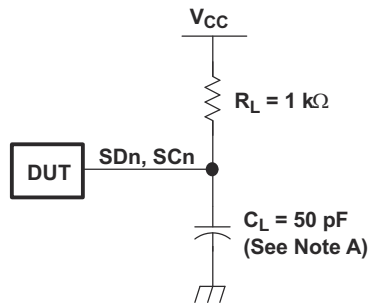 VCC
RL = 1 kΩ
SDn, SCn
DUT
CL = 50 pF
(See Note A)